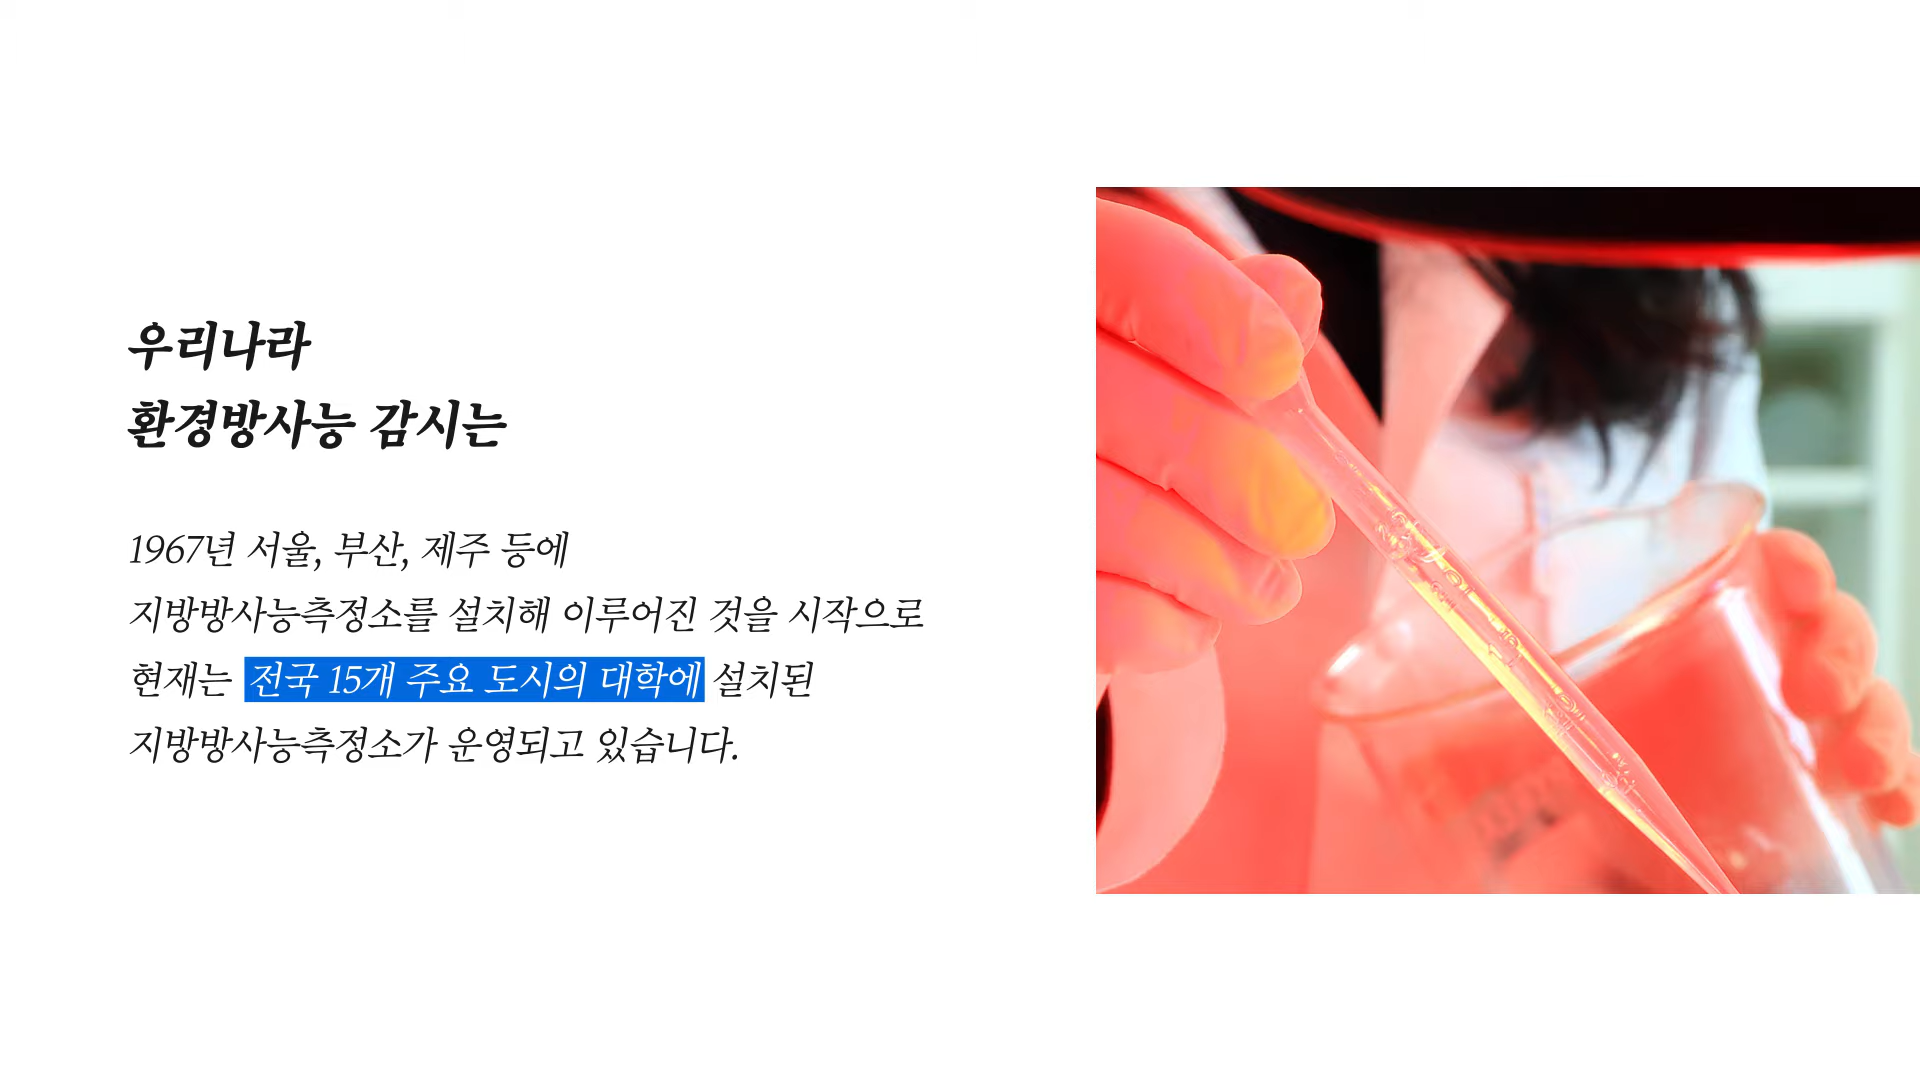 우리나라
환경방사능 감시는
1967년 서울, 부산, 제주 등에
지방방사능측정소를 설치해 이루어진 것을 시작으로
현재는 전국 15개 주요 도시의 대학에 설치된
지방방사능측정소가 운영되고 있습니다.